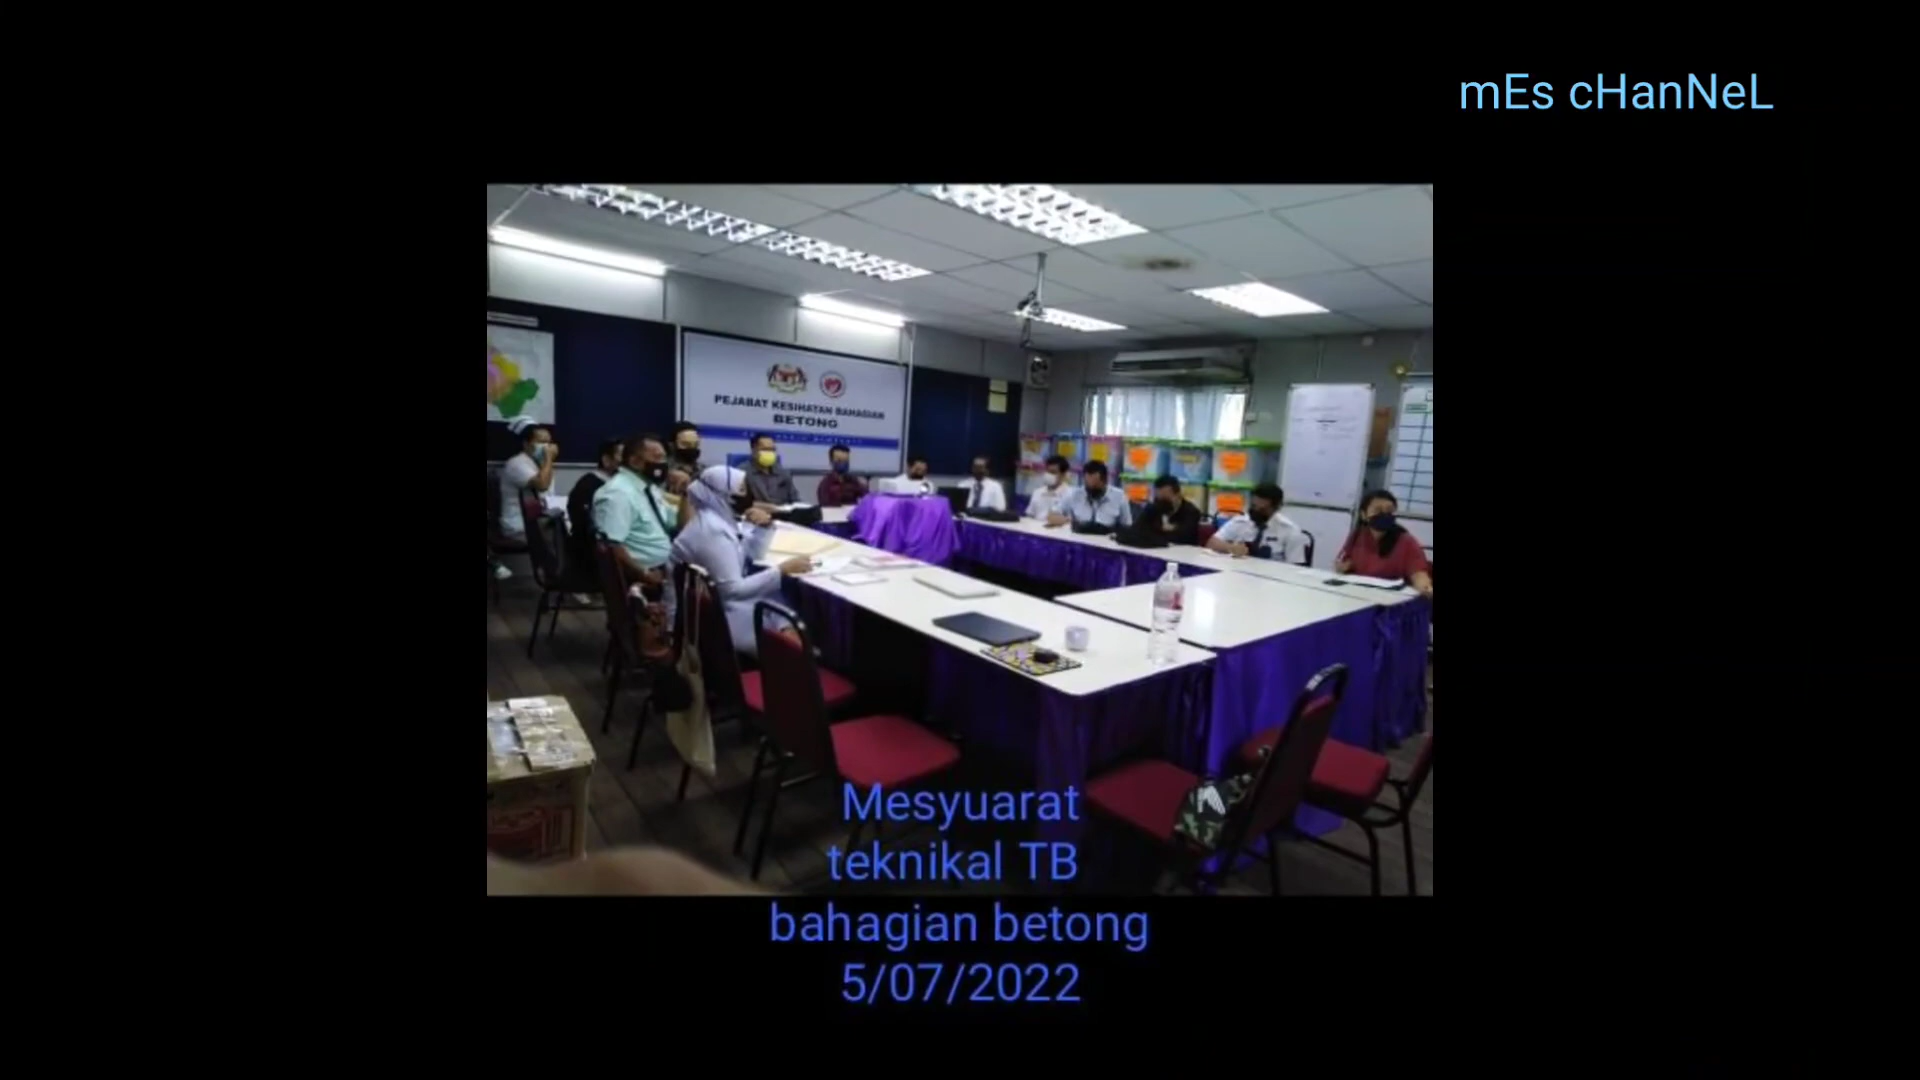 mEs cHanNeL
PEJABAT KESIHATAN BAHAGIAN
BETONG
Mesyuarat
teknikal TB
bahagian betong
5/07/2022